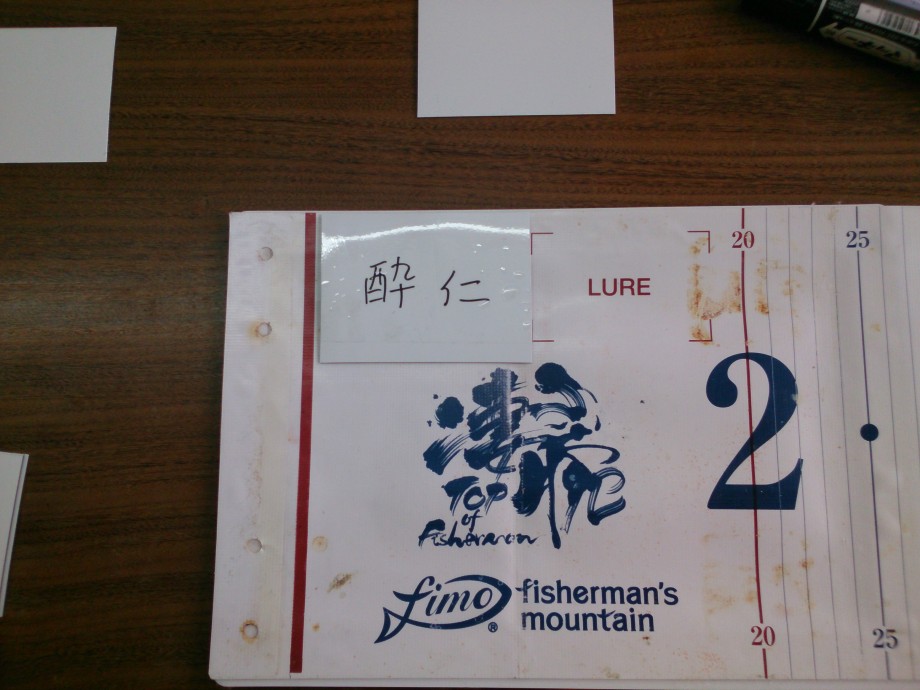 酔仁
LURE
20
25
2
Top
of
Fisherman
fimo®
fisherman's
mountain
20
25